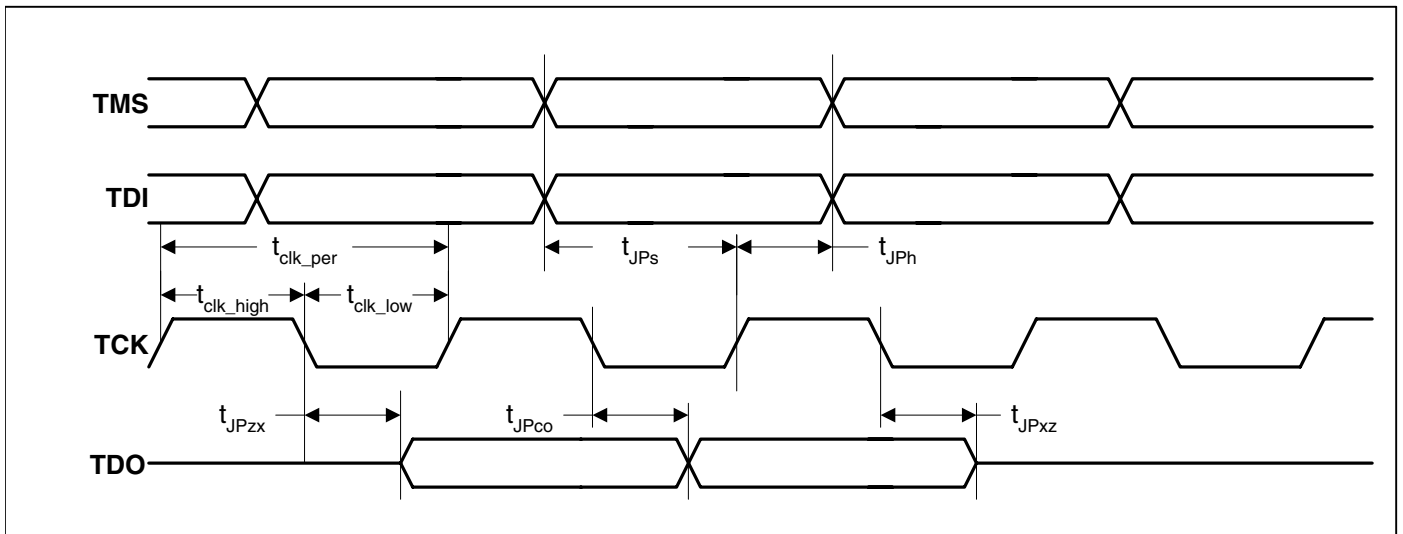 TMS
TDI
tclk_per
tJPs
tJPh
tclk_high
tclk_low
TCK
tJPzx
tJPco
tJPxz
TDO